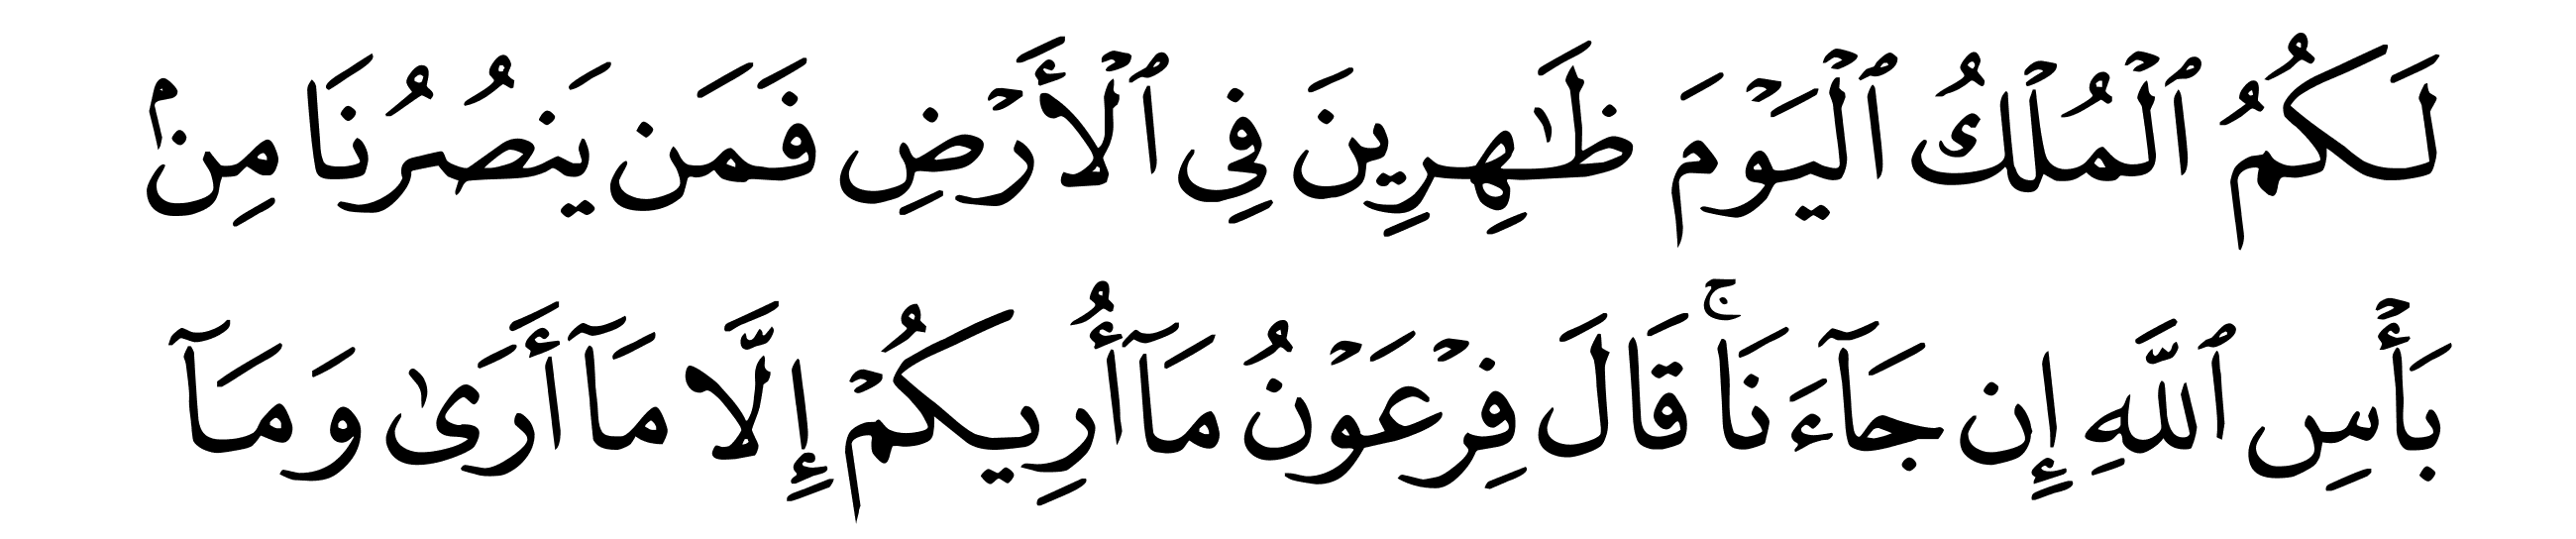 لَكُمُ ٱلْمُلْكُ ٱلْيَوْمَ ظَٰهِرِينَ فِى ٱلْأَرْضِ فَمَن يَنصُرُنَا مِنۢ
بَأْسِ ٱللَّهِ إِن جَآءَنَا ۚ قَالَ فِرْعَوْنُ مَآ أُرِيكُمْ إِلَّا مَآ أَرَىٰ وَمَآ